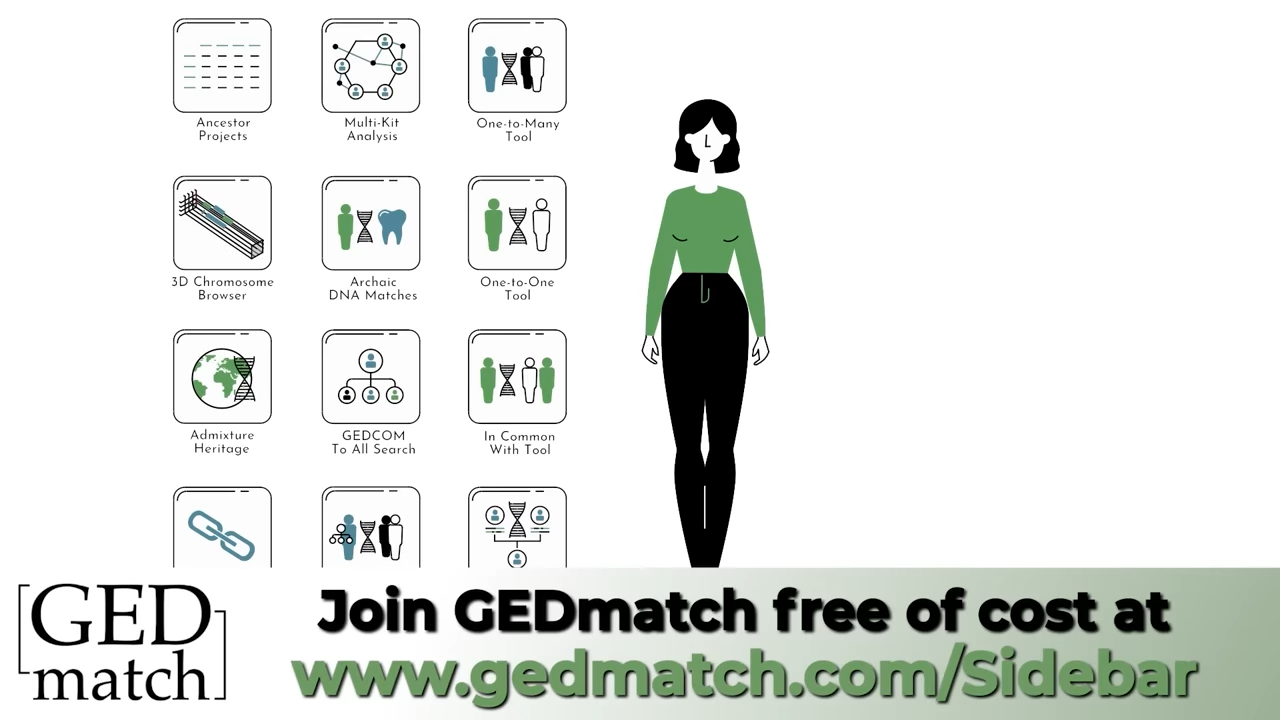 Ancestor
Projects
Multi-Kit
Analysis
One-to-Many
Tool
3D Chromosome
Browser
Archaic
DNA Matches
One-to-One
Tool
Admixture
Heritage
GEDCOM
To All Search
In Common
With Tool
GED
match
Join GEDmatch free of cost at
www.gedmatch.com/Sidebar